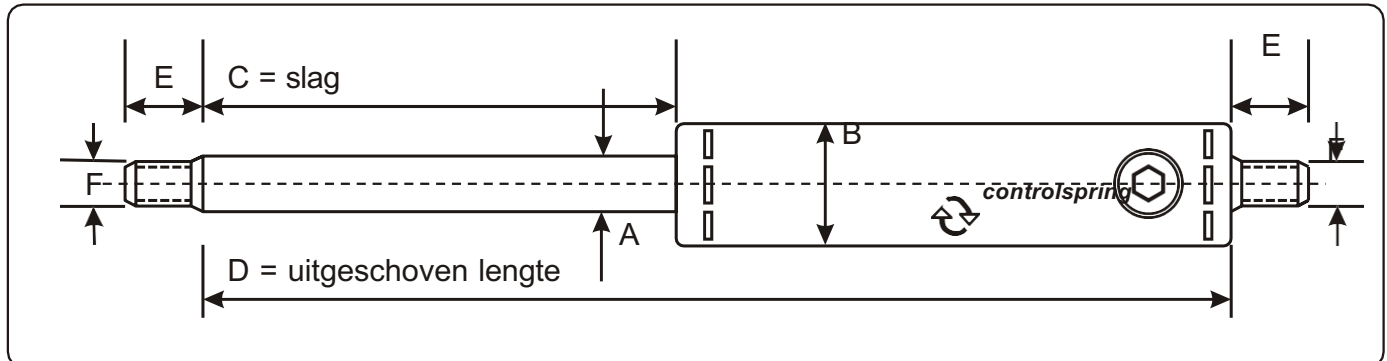 E
C = slag
E
B
F
F
controlspring
A
D = uitgeschoven lengte